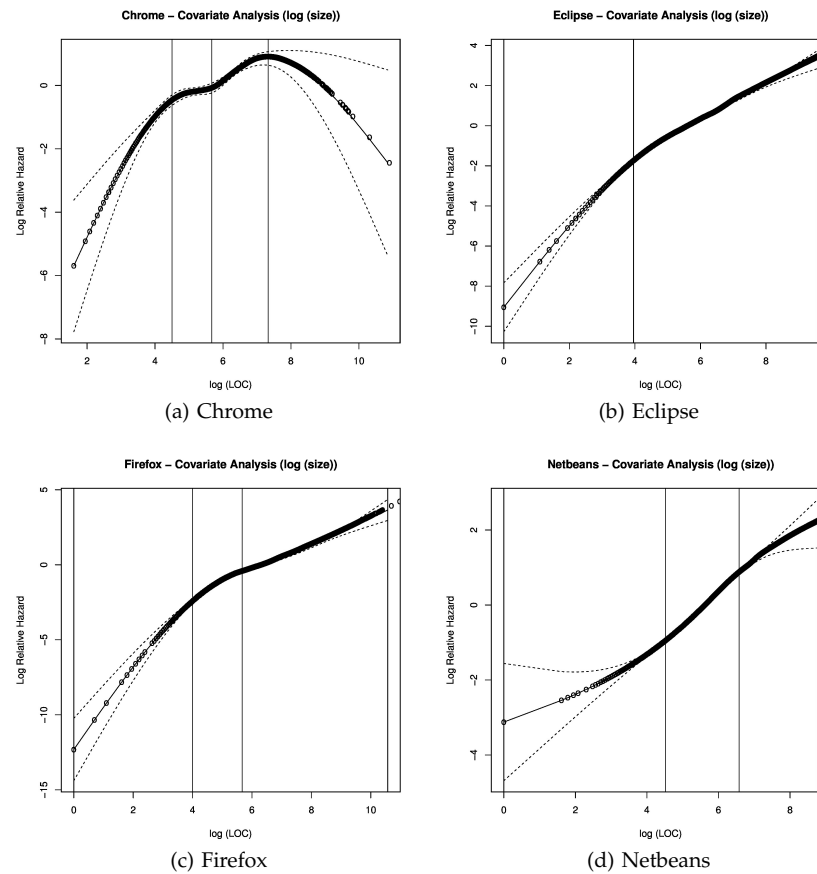 Chrome − Covariate Analysis (log (size))
Log Relative Hazard
0
−2
−4
−6
−8
2 4 6 8 10
log (LOC)
(a) Chrome
Eclipse − Covariate Analysis (log (size))
Log Relative Hazard
4
2
0
−2
−4
−6
−8
−10
0 2 4 6 8
log (LOC)
(b) Eclipse
Firefox − Covariate Analysis (log (size))
Log Relative Hazard
5
0
−5
−10
−15
0 2 4 6 8 10
log (LOC)
(c) Firefox
Netbeans − Covariate Analysis (log (size))
Log Relative Hazard
2
0
−2
−4
0 2 4 6 8
log (LOC)
(d) Netbeans